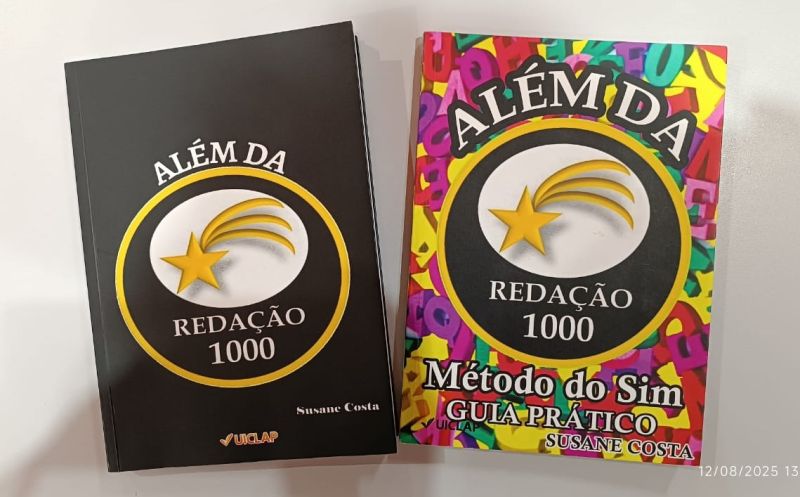 ALÉM DA
REDAÇÃO
1000
Susane Costa
UICLAP
ALÉM DA
REDAÇÃO
1000
Método do Sim
GUIA PRÁTICO
UICLAP
SUSANE COSTA
12/08/2025 13